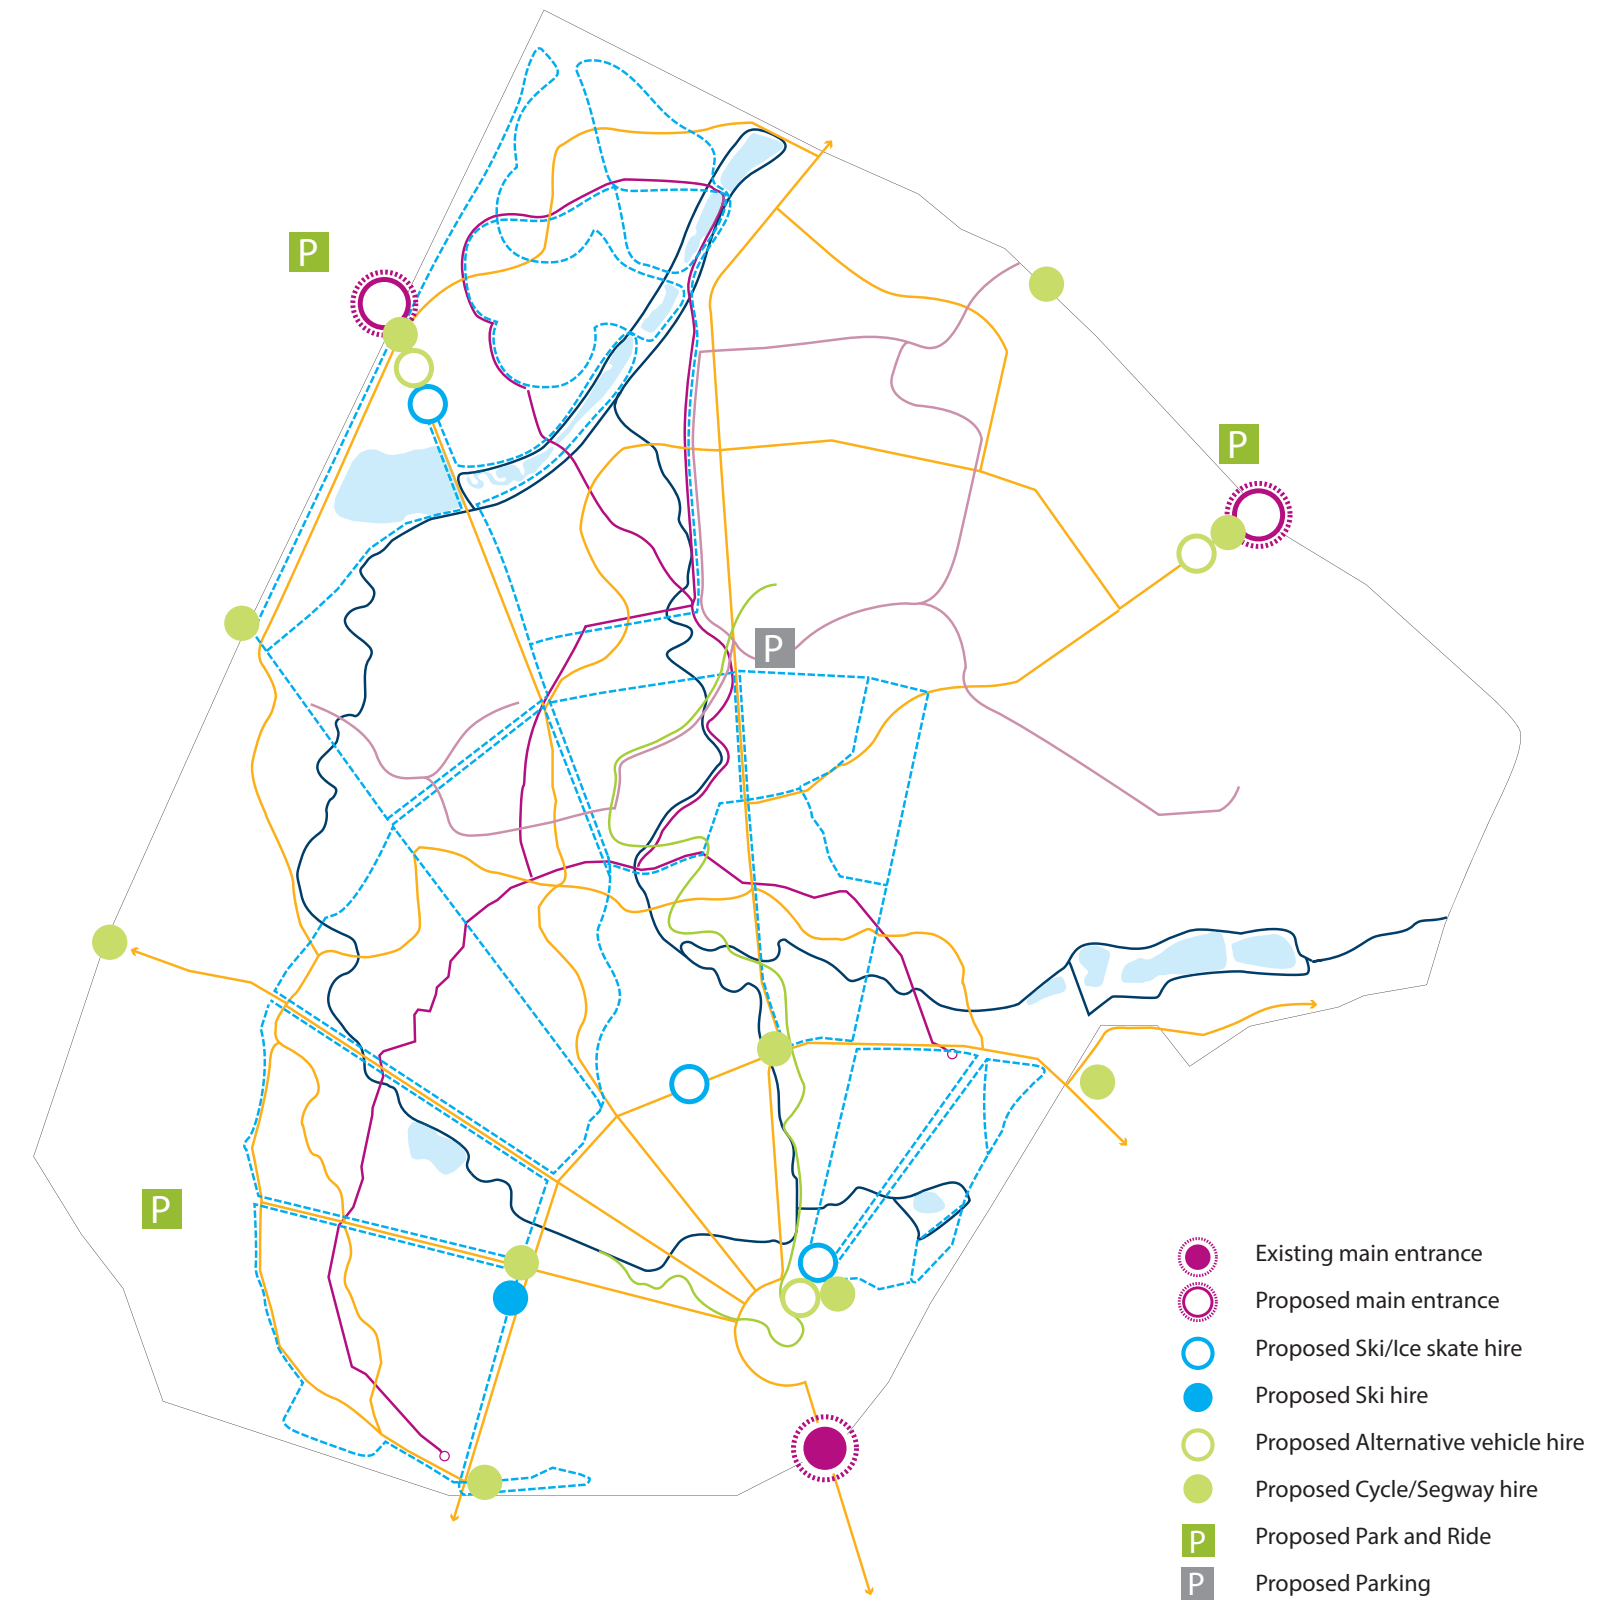 P
P
P
P
Existing main entrance
Proposed main entrance
Proposed Ski/Ice skate hire
Proposed Ski hire
Proposed Alternative vehicle hire
Proposed Cycle/Segway hire
P Proposed Park and Ride
P Proposed Parking